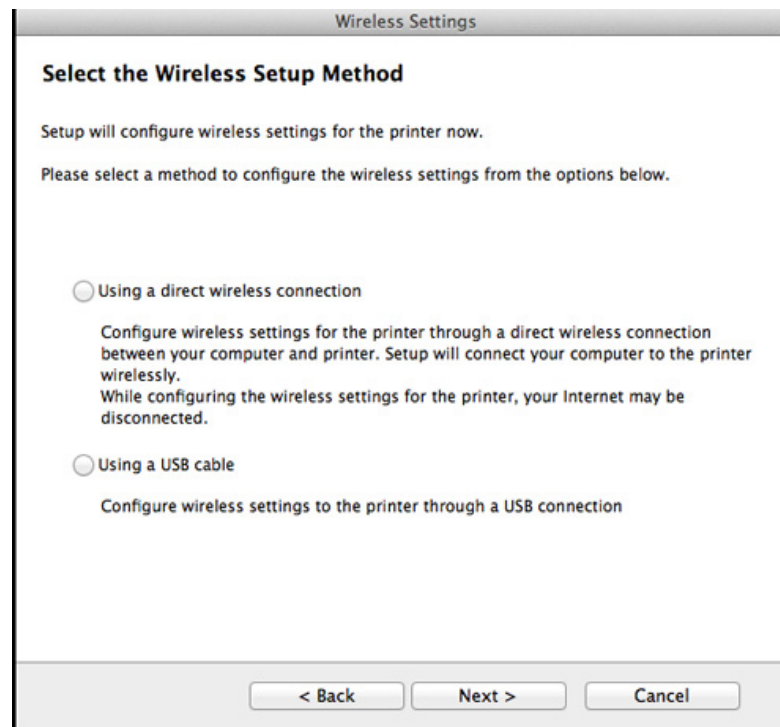 Wireless Settings
Select the Wireless Setup Method
Setup will configure wireless settings for the printer now.
Please select a method to configure the wireless settings from the options below.
Using a direct wireless connection
Configure wireless settings for the printer through a direct wireless connection
between your computer and printer. Setup will connect your computer to the printer
wirelessly.
While configuring the wireless settings for the printer, your Internet may be
disconnected.
Using a USB cable
Configure wireless settings to the printer through a USB connection
< Back
Next >
Cancel